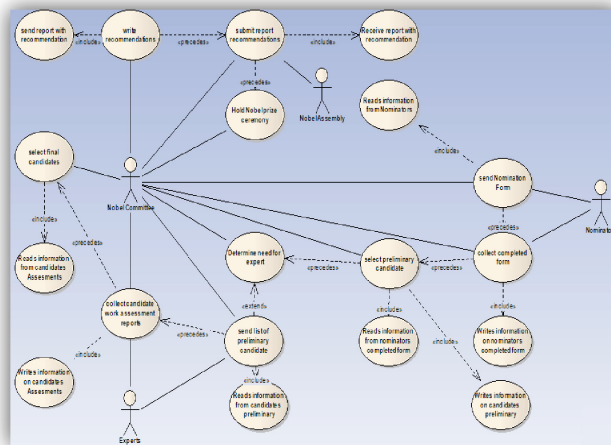 send report with
recommendation
«include»
write
recommendations
«precedes»
submit report
recommendations
«include»
Receive report with
recommendation
«precedes»
Hold Nobel prize
ceremony
Nobel Assembly
Reads information
from Nominators
«include»
select final
candidates
Nobel Committee
send Nomination
Form
Nominator
«include»
«precedes»
«precedes»
Reads information
from candidates
Assesments
Determine need for
expert
«precedes»
select preliminary
candidate
«precedes»
collect completed
form
«extend»
«include»
«include»
«include»
collect candidate
work assessment
reports
«precedes»
send list of
preliminary
candidate
Reads information
from nominators
completed form
Writes information
on nominators
completed form
«include»
Writes information
on candidates
Assesments
«include»
Reads information
from candidates
preliminary
Writes information
on candidates
preliminary
Experts